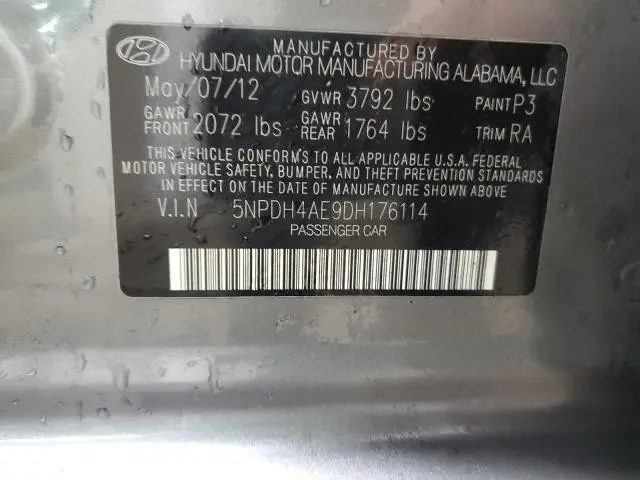 MANUFACTURED BY
HYUNDAI MOTOR MANUFACTURING ALABAMA, LLC
May/07/12 GVWR 3792 lbs PAINT P3
GAWR FRONT 2072 lbs GAWR REAR 1764 lbs TRIM RA
THIS VEHICLE CONFORMS TO ALL APPLICABLE U.S.A. FEDERAL
MOTOR VEHICLE SAFETY, BUMPER, AND THEFT PREVENTION STANDARDS
IN EFFECT ON THE DATE OF MANUFACTURE SHOWN ABOVE.
V.I.N 5NPDH4AE9DH176114
PASSENGER CAR